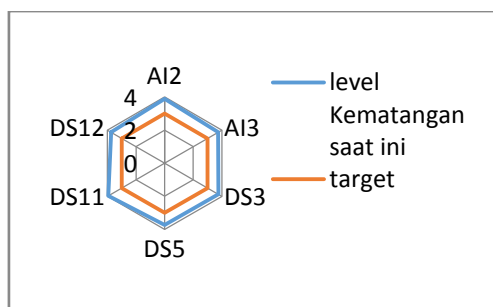 AI2
4
DS12
AI3
2
0
DS11
DS3
DS5
level
Kematangan
saat ini
target